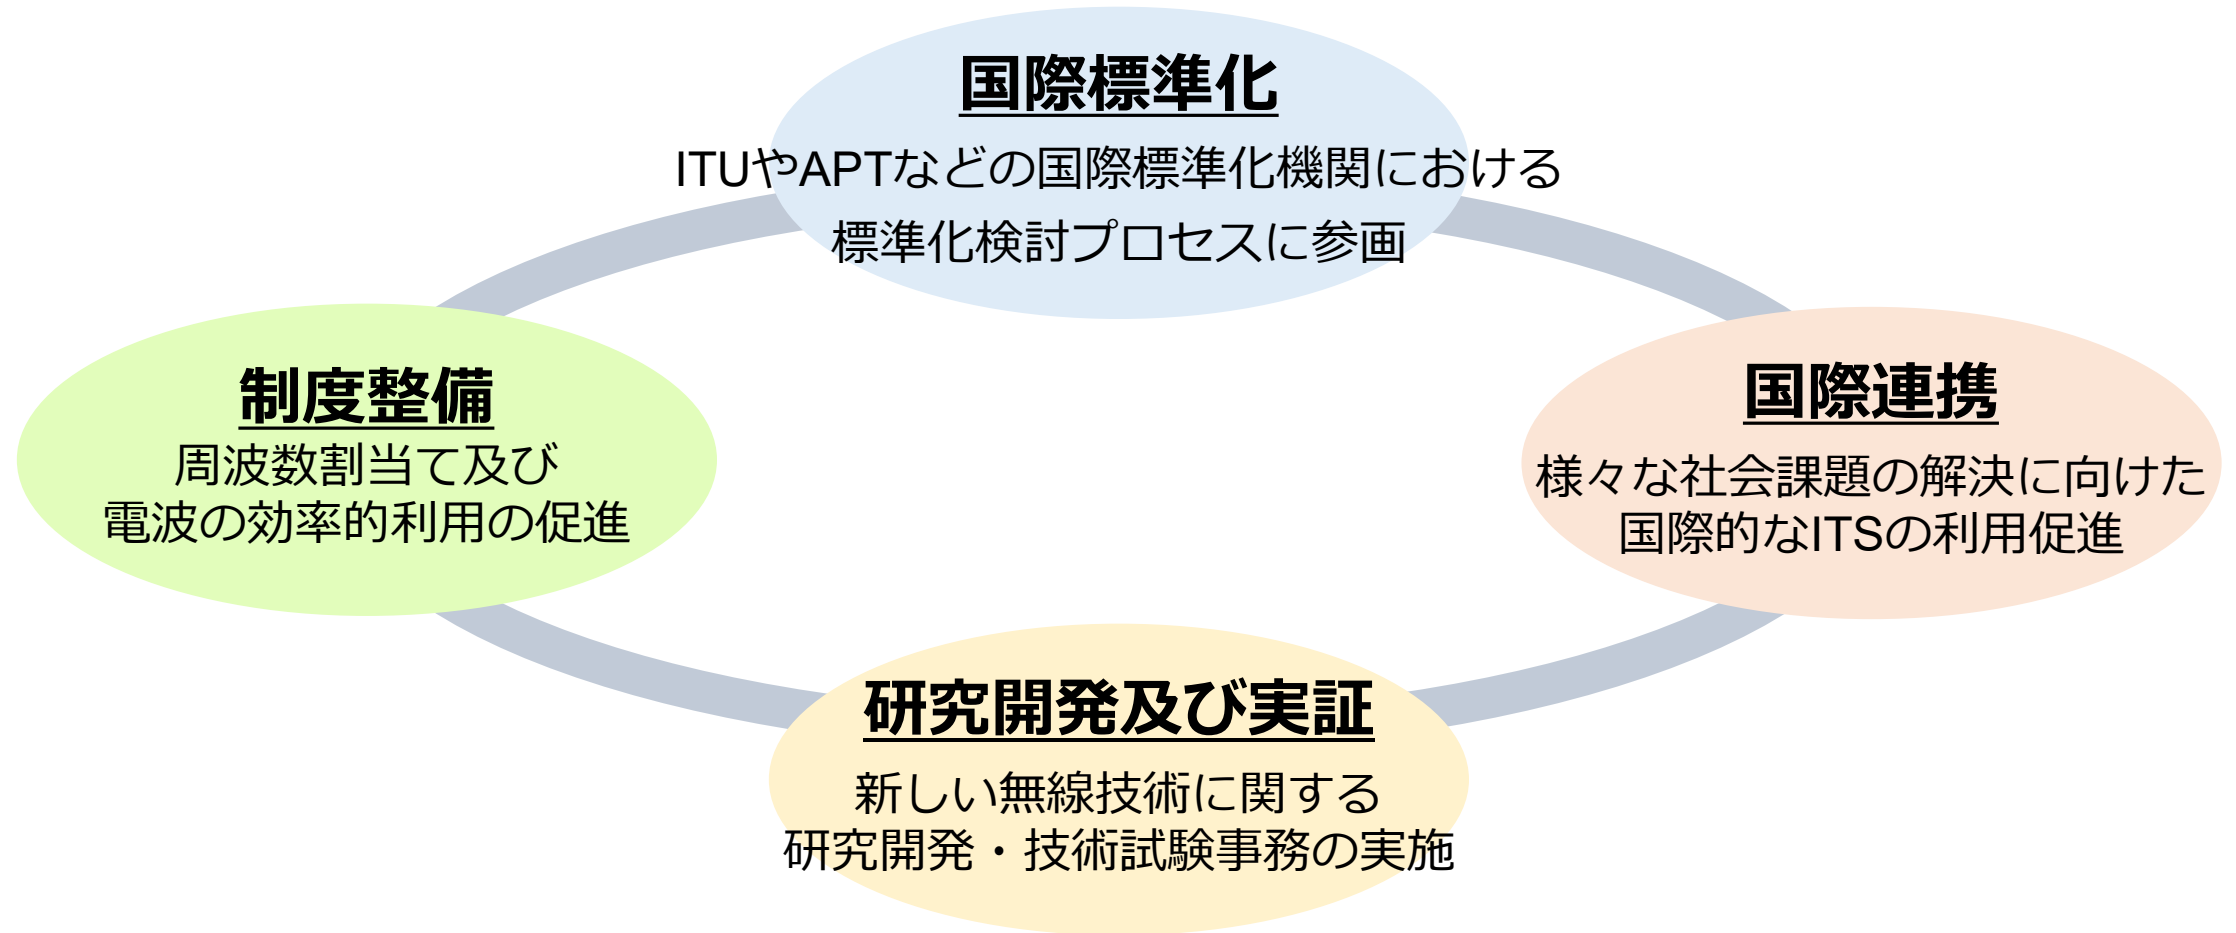 国際標準化
ITUやAPTなどの国際標準化機関における
標準化検討プロセスに参画
制度整備
周波数割当て及び
電波の効率的利用の促進
国際連携
様々な社会課題の解決に向けた
国際的なITSの利用促進
研究開発及び実証
新しい無線技術に関する
研究開発・技術試験事務の実施